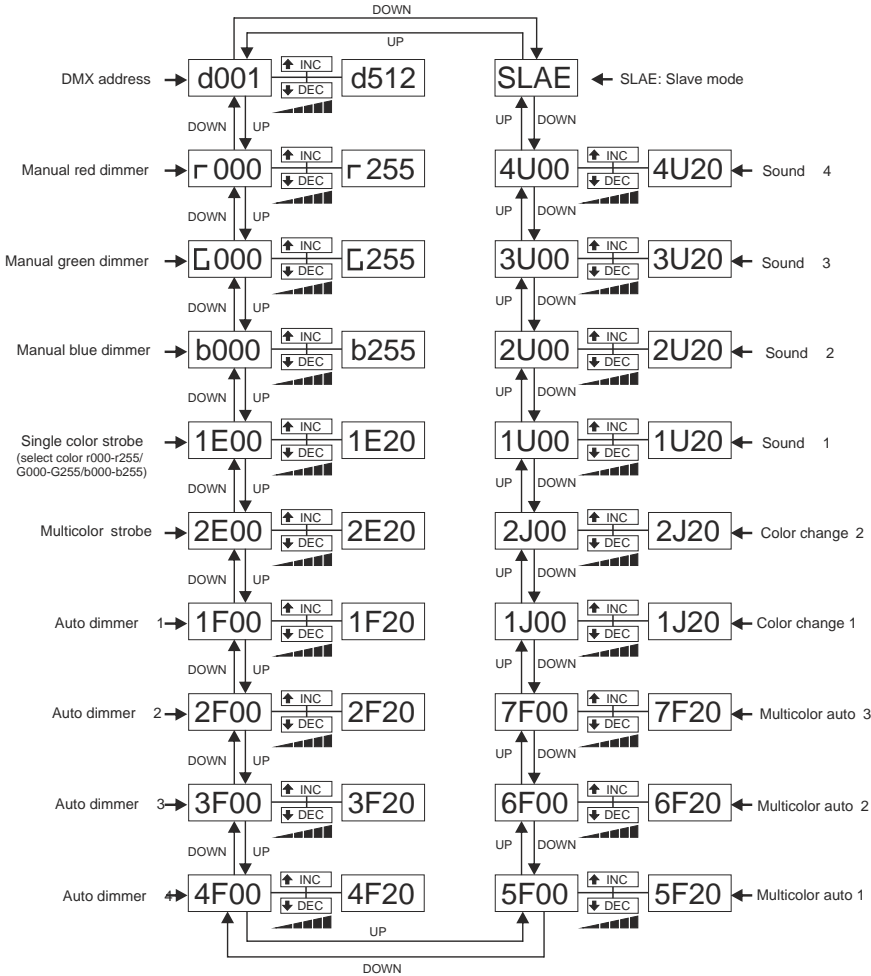 DOWN
UP
DMX address d001 INC DEC d512 SLAE SLAE: Slave mode
DOWN UP UP DOWN
Manual red dimmer r000 INC DEC r255 4U00 INC DEC 4U20 Sound 4
DOWN UP UP DOWN
Manual green dimmer G000 INC DEC G255 3U00 INC DEC 3U20 Sound 3
DOWN UP UP DOWN
Manual blue dimmer b000 INC DEC b255 2U00 INC DEC 2U20 Sound 2
DOWN UP UP DOWN
Single color strobe 1E00 INC DEC 1E20 1U00 INC DEC 1U20 Sound 1
(select color r000-r255/
G000-G255/b000-b255)
DOWN UP UP DOWN
Multicolor strobe 2E00 INC DEC 2E20 2J00 INC DEC 2J20 Color change 2
DOWN UP UP DOWN
Auto dimmer 1 1F00 INC DEC 1F20 1J00 INC DEC 1J20 Color change 1
DOWN UP UP DOWN
Auto dimmer 2 2F00 INC DEC 2F20 7F00 INC DEC 7F20 Multicolor auto 3
DOWN UP UP DOWN
Auto dimmer 3 3F00 INC DEC 3F20 6F00 INC DEC 6F20 Multicolor auto 2
DOWN UP UP DOWN
Auto dimmer 4 4F00 INC DEC 4F20 5F00 INC DEC 5F20 Multicolor auto 1
UP
DOWN